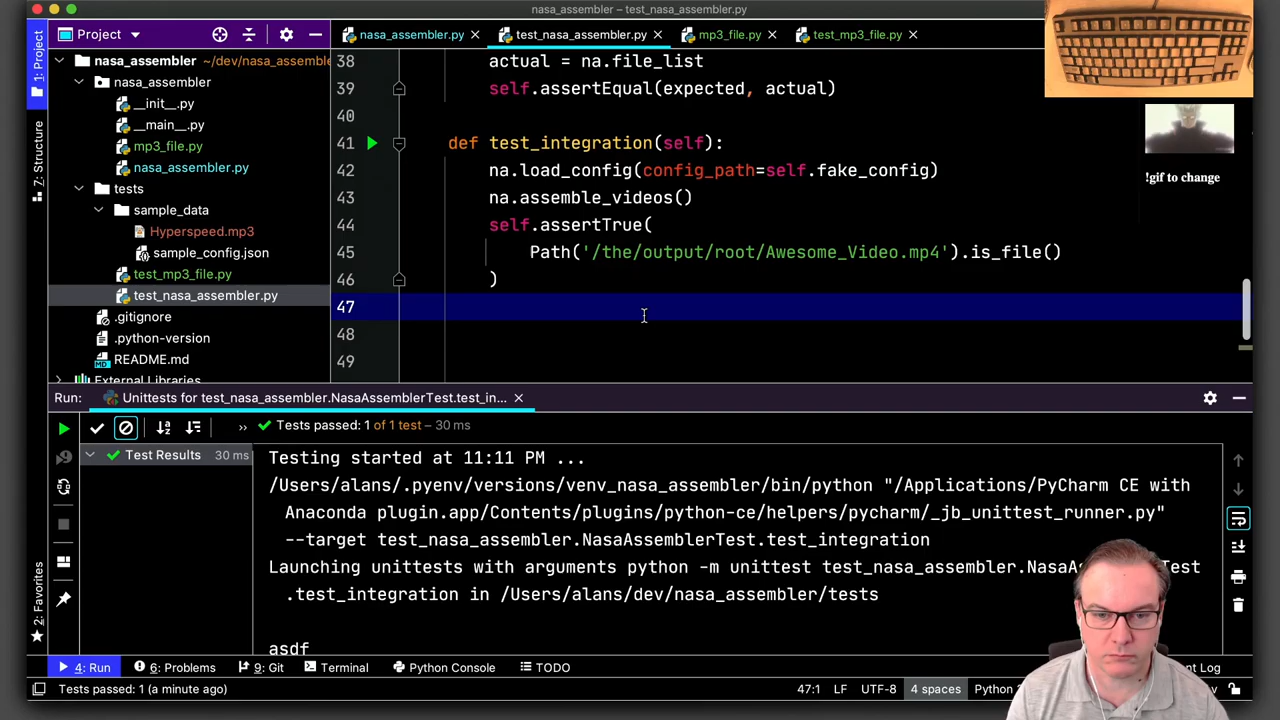 nasa_assembler – test_nasa_assembler.py
1: Project
Project
nasa_assembler.py
test_nasa_assembler.py
mp3_file.py
test_mp3_file.py
nasa_assembler ~/dev/nasa_assemble
nasa_assembler
__init__.py
__main__.py
mp3_file.py
nasa_assembler.py
tests
sample_data
Hyperspeed.mp3
sample_config.json
test_mp3_file.py
test_nasa_assembler.py
.gitignore
.python-version
README.md
External Libraries
7: Structure
2: Favorites
38 actual = na.file_list
39 self.assertEqual(expected, actual)
40
41 def test_integration(self):
42 na.load_config(config_path=self.fake_config)
43 na.assemble_videos()
44 self.assertTrue(
45 Path('/the/output/root/Awesome_Video.mp4').is_file()
46 )
47
48
49
!gif to change
Run: Unittests for test_nasa_assembler.NasaAssemblerTest.test_in...
Tests passed: 1 of 1 test – 30 ms
Test Results 30 ms
Testing started at 11:11 PM ...
/Users/alans/.pyenv/versions/venv_nasa_assembler/bin/python "/Applications/PyCharm CE with
Anaconda plugin.app/Contents/plugins/python-ce/helpers/pycharm/_jb_unittest_runner.py"
--target test_nasa_assembler.NasaAssemblerTest.test_integration
Launching unittests with arguments python -m unittest test_nasa_assembler.NasaA Test
.test_integration in /Users/alans/dev/nasa_assembler/tests
asdf
4: Run
6: Problems
9: Git
Terminal
Python Console
TODO
nt Log
Tests passed: 1 (a minute ago)
47:1 LF UTF-8 4 spaces Python